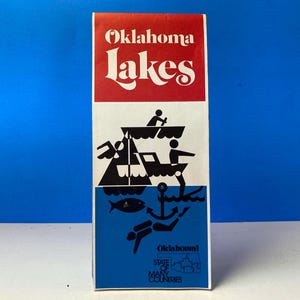 Oklahoma
Lakes
Oklahoma!
STATE
OF
MANY
COUNTRIES